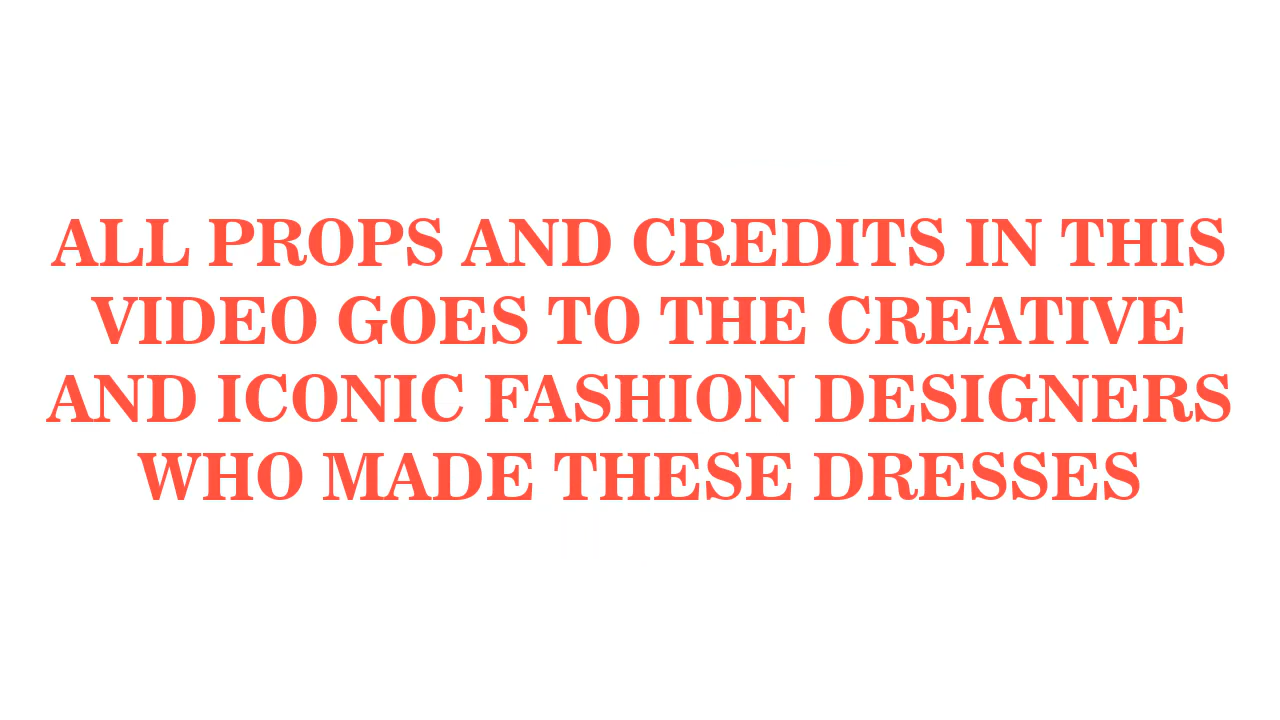 ALL PROPS AND CREDITS IN THIS
VIDEO GOES TO THE CREATIVE
AND ICONIC FASHION DESIGNERS
WHO MADE THESE DRESSES